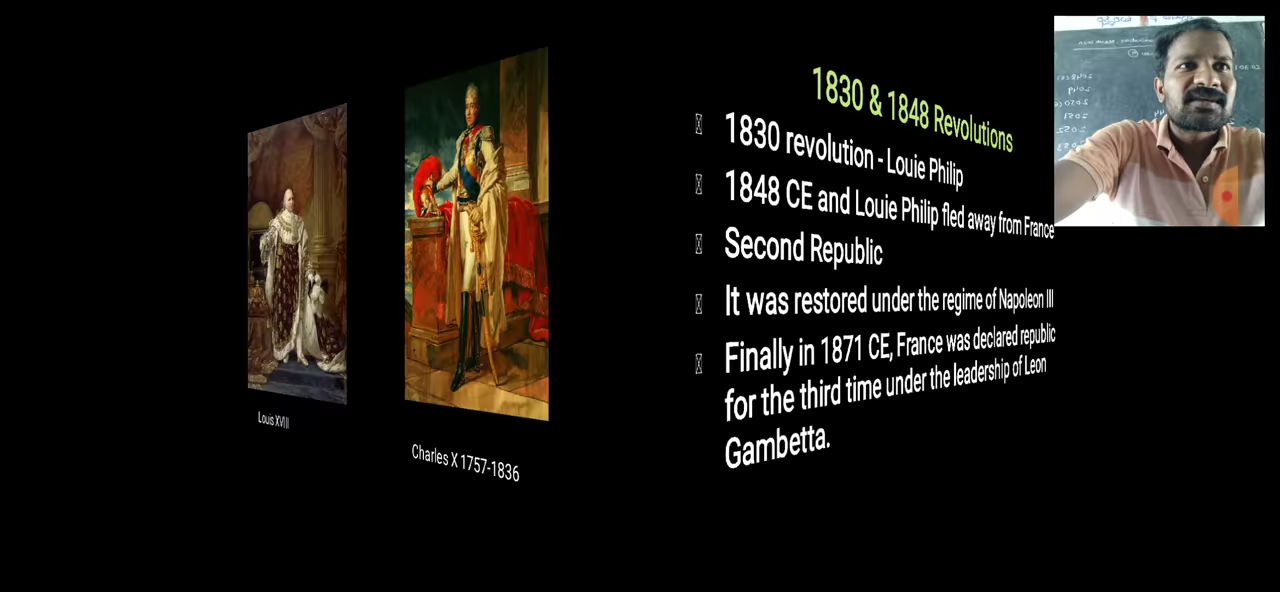 1830 & 1848 Revolutions
1830 revolution - Louie Philip
1848 CE and Louie Philip fled away from France
Second Republic
It was restored under the regime of Napoleon III
Finally in 1871 CE, France was declared republic
for the third time under the leadership of Leon
Gambetta.
Louis XVIII
Charles X 1757-1836